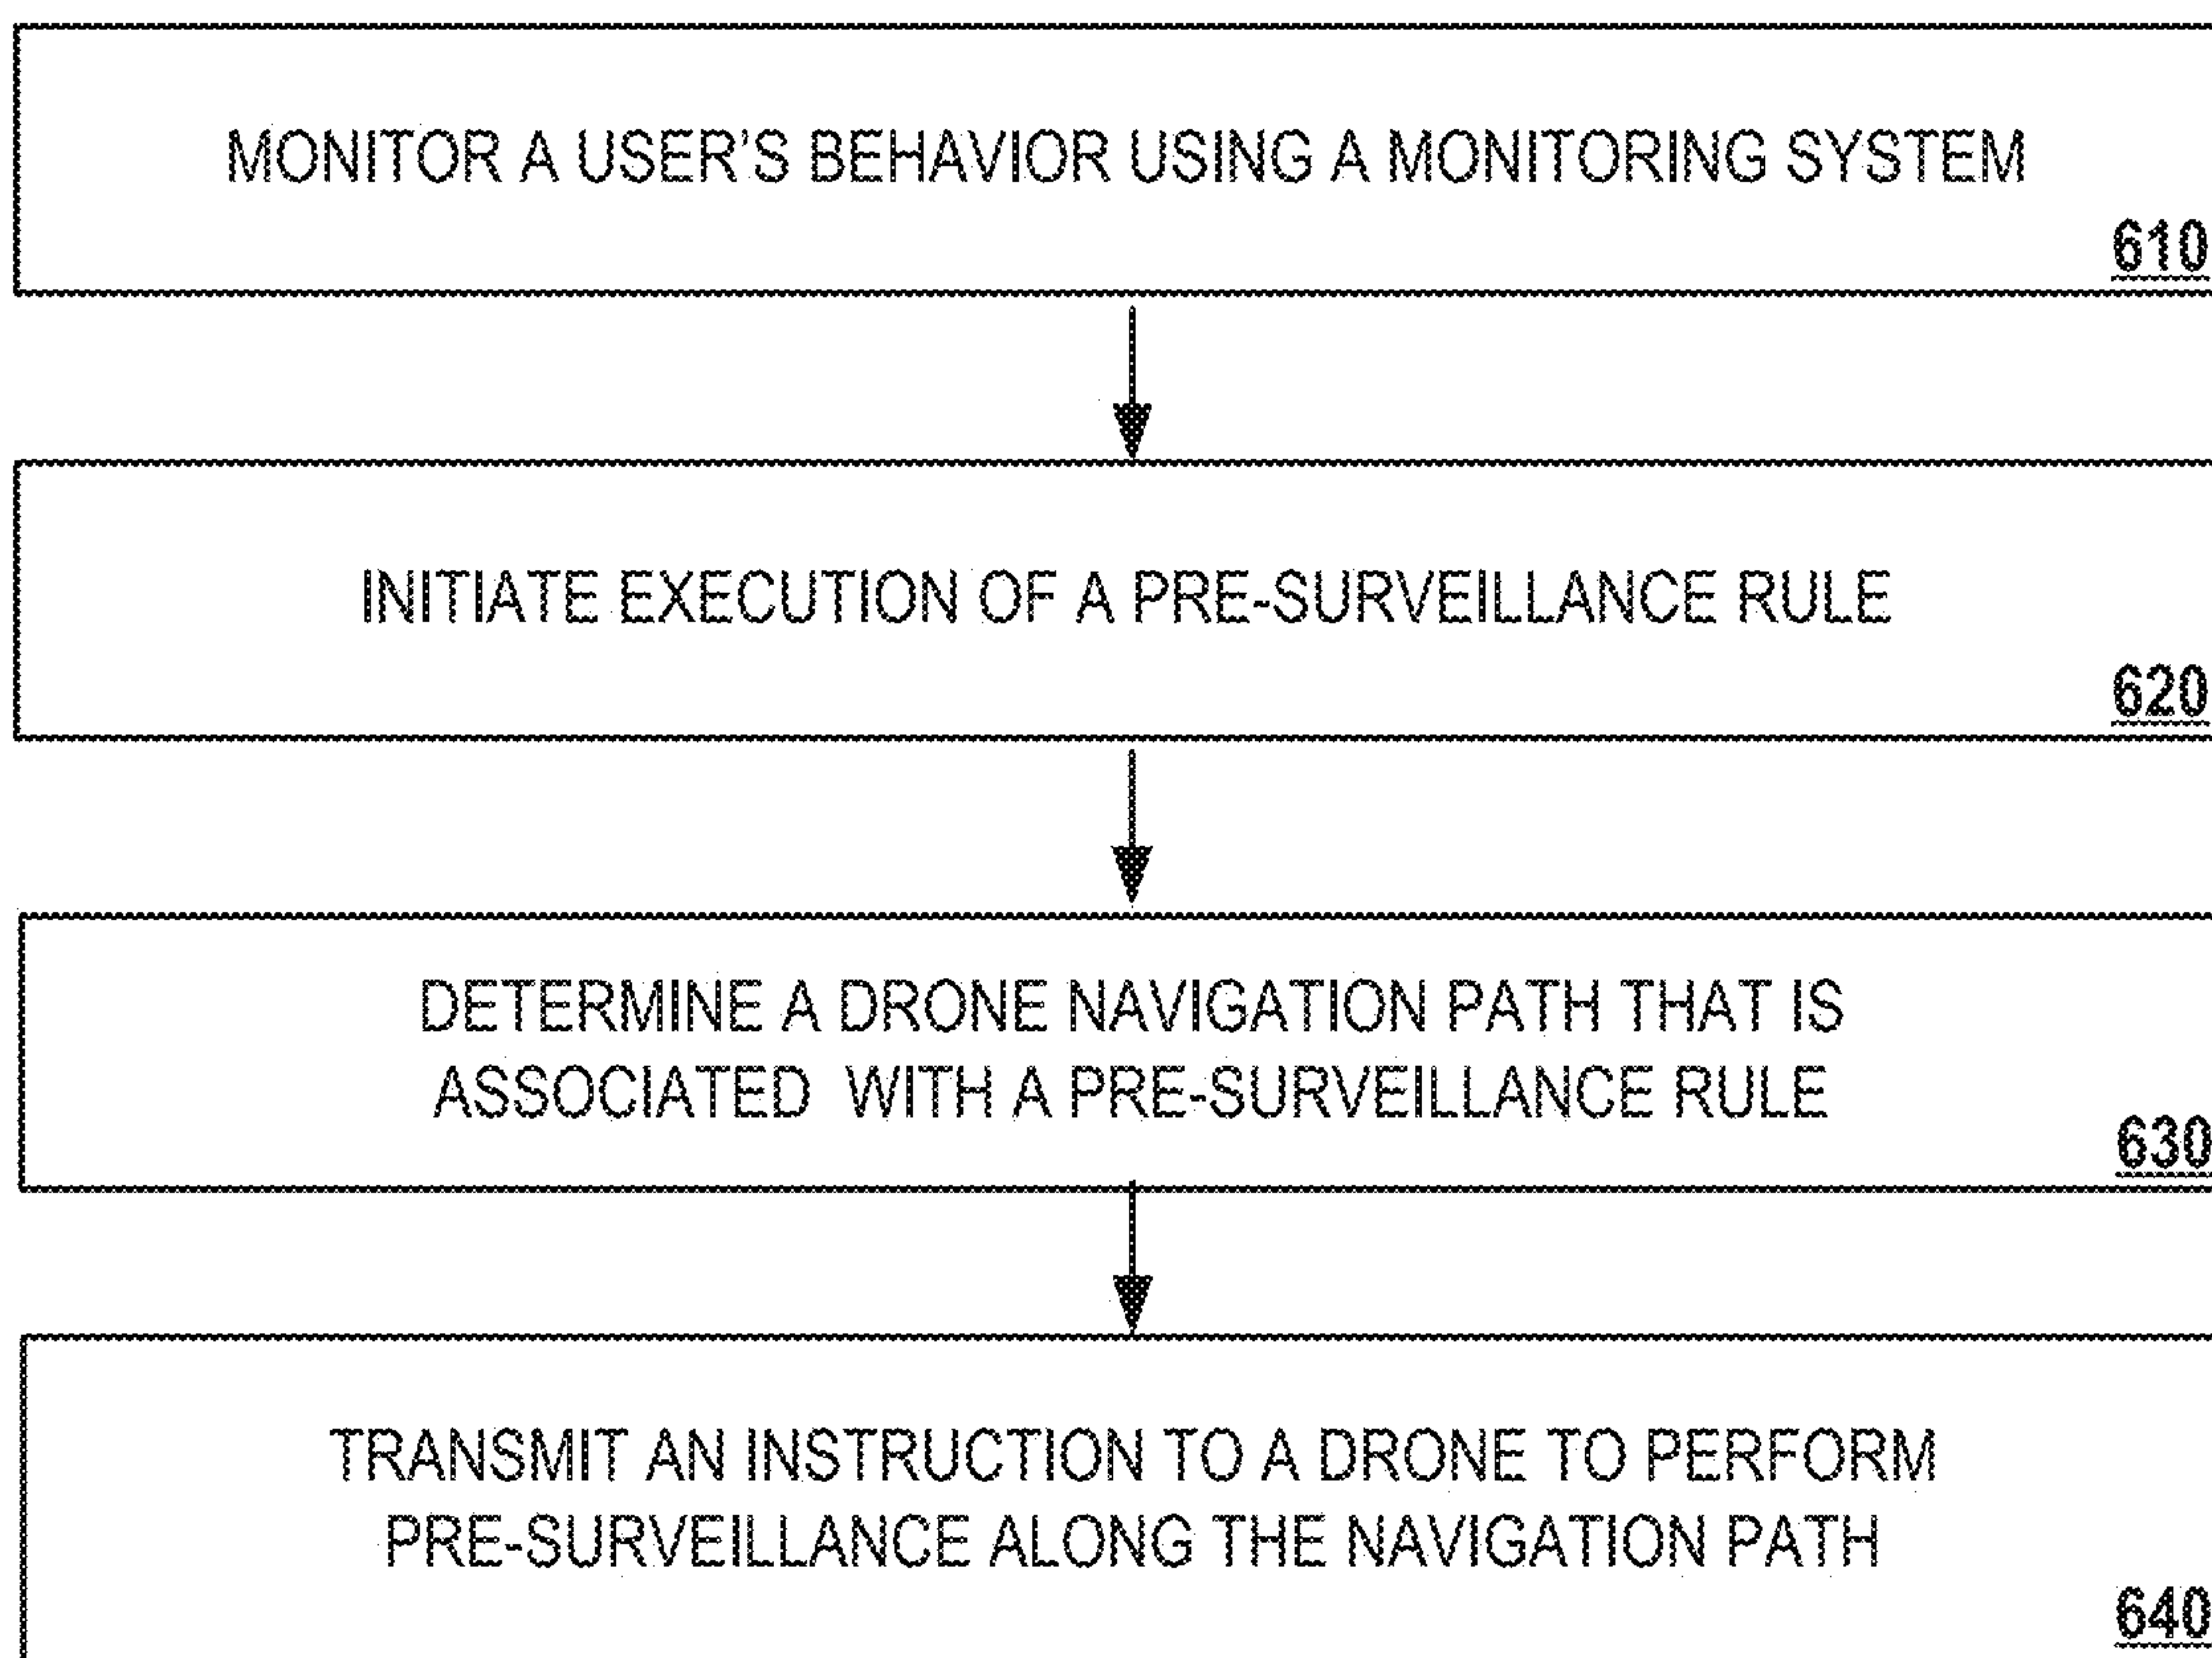 MONITOR A USER'S BEHAVIOR USING A MONITORING SYSTEM
610
INITIATE EXECUTION OF A PRE-SURVEILLANCE RULE
620
DETERMINE A DRONE NAVIGATION PATH THAT IS
ASSOCIATED WITH A PRE-SURVEILLANCE RULE
630
TRANSMIT AN INSTRUCTION TO A DRONE TO PERFORM
PRE-SURVEILLANCE ALONG THE NAVIGATION PATH
640